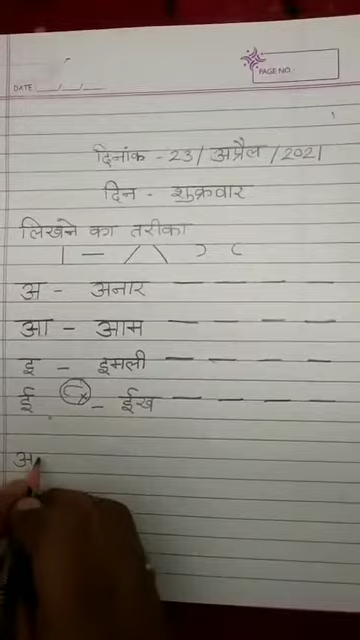 DATE
PAGE NO.
दिनांक - 23/ अप्रैल /2021
दिन - शुक्रवार
लिखने का तरीका
| — / \ ) (
अ - अनार — — — —
आ - आम — — — —
इ - इमली — — — —
ई - ईख — — — —
अ